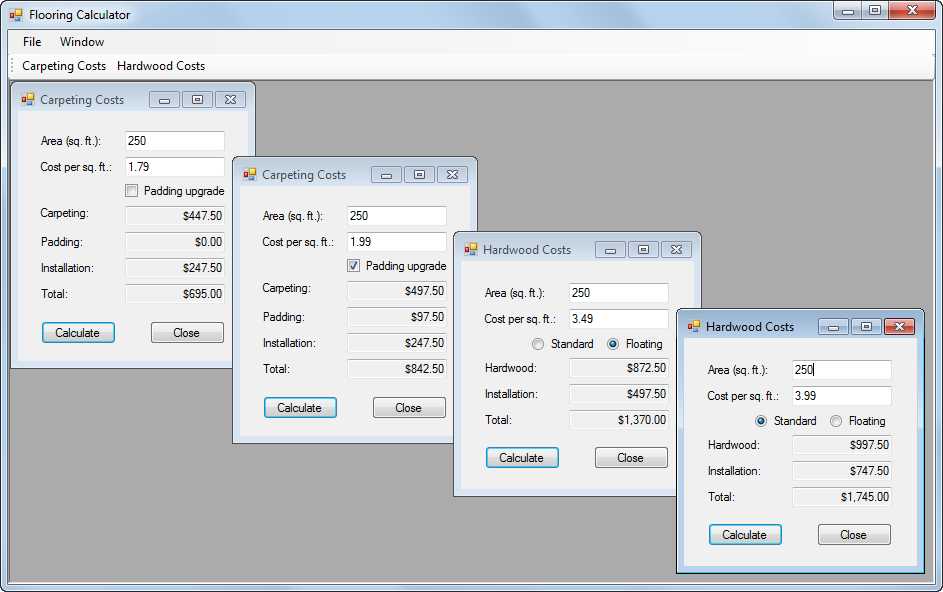 Flooring Calculator
File Window
Carpeting Costs Hardwood Costs
Carpeting Costs
Area (sq. ft.): 250
Cost per sq. ft.: 1.79
Padding upgrade
Carpeting: $447.50
Padding: $0.00
Installation: $247.50
Total: $695.00
Calculate Close
Carpeting Costs
Area (sq. ft.): 250
Cost per sq. ft.: 1.99
Padding upgrade
Carpeting: $497.50
Padding: $97.50
Installation: $247.50
Total: $842.50
Calculate Close
Hardwood Costs
Area (sq. ft.): 250
Cost per sq. ft.: 3.49
Standard Floating
Hardwood: $872.50
Installation: $497.50
Total: $1,370.00
Calculate Close
Hardwood Costs
Area (sq. ft.): 250
Cost per sq. ft.: 3.99
Standard Floating
Hardwood: $997.50
Installation: $747.50
Total: $1,745.00
Calculate Close